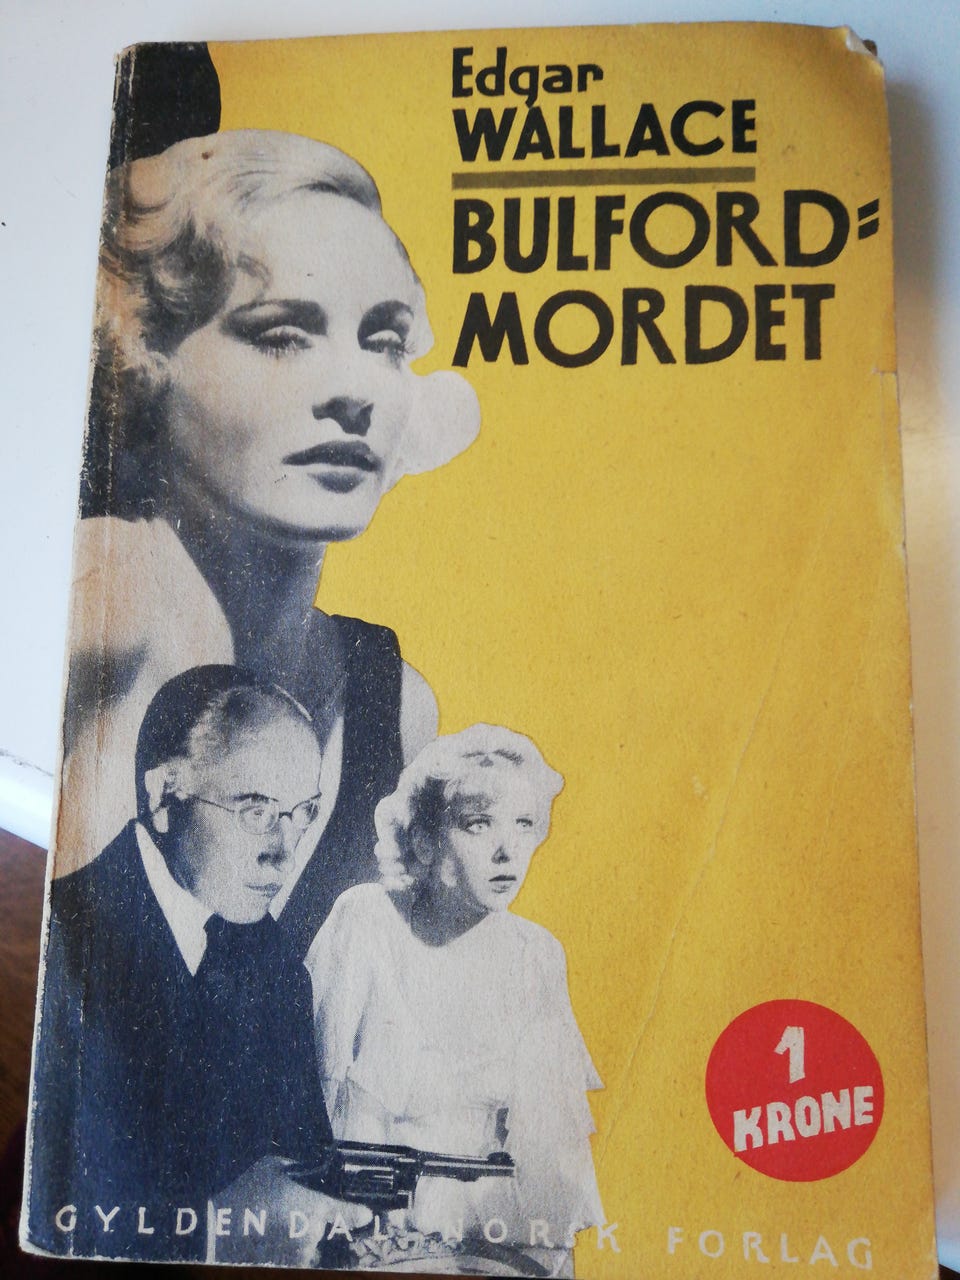 Edgar
WALLACE
BULFORD=
MORDET
1
KRONE
GYLDENDAL NORSK FORLAG